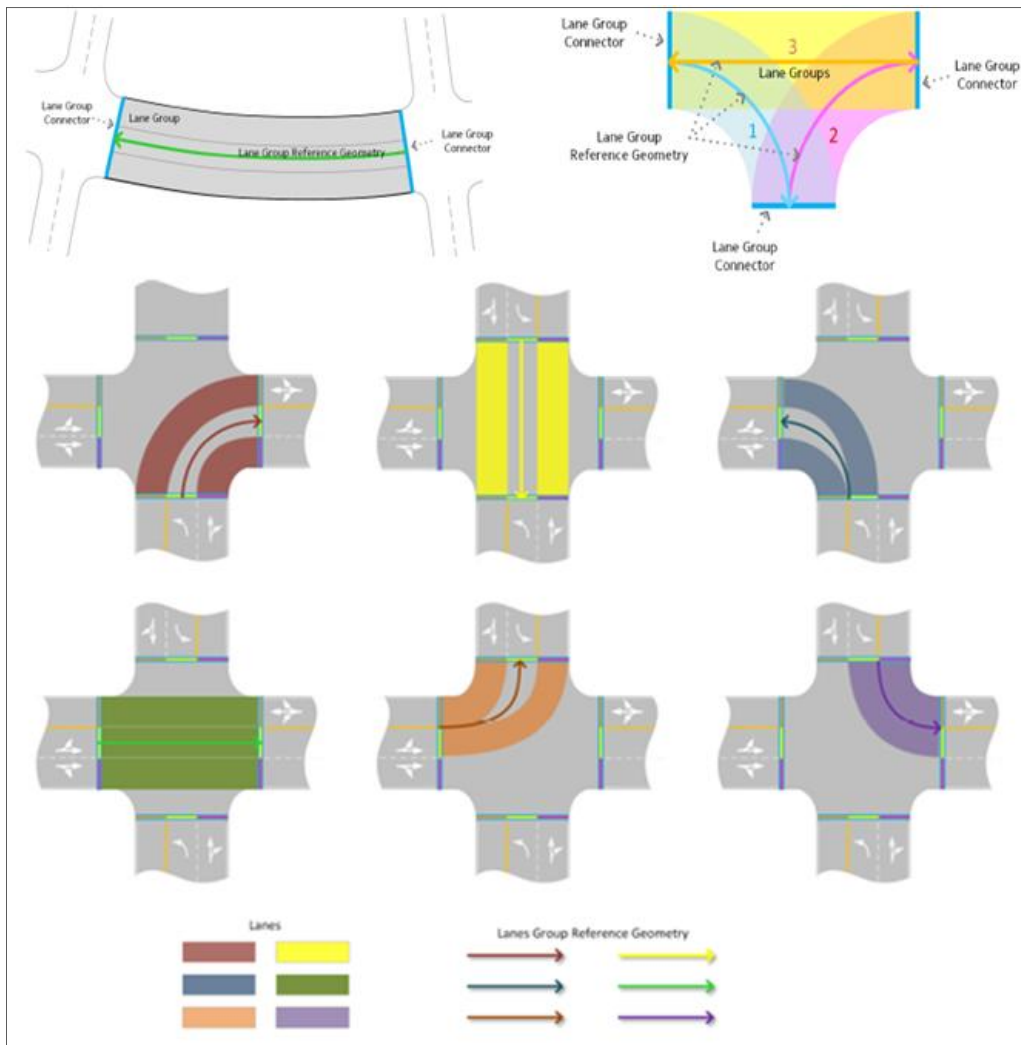 Lane Group
Connector
Lane Group
Lane Group Reference Geometry
Lane Group
Connector
Lane Group
Connector
3
Lane Groups
Lane Group
Connector
Lane Group
Reference Geometry
1
2
Lane Group
Connector
Lanes
Lanes Group Reference Geometry